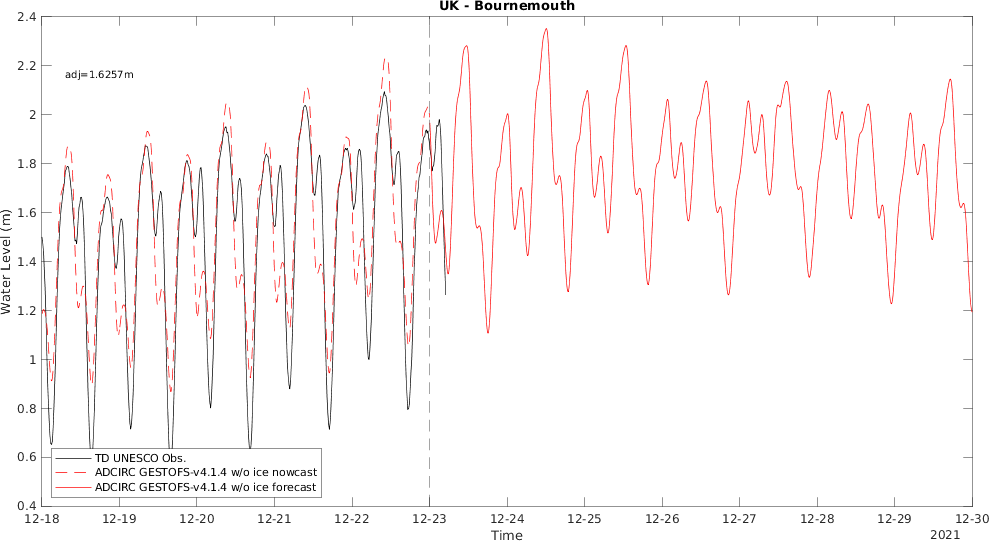 UK - Bournemouth
adj=1.6257m
Water Level (m)
2.4
2.2
2
1.8
1.6
1.4
1.2
1
0.8
0.6
0.4
TD UNESCO Obs.
ADCIRC GESTOFS-v4.1.4 w/o ice nowcast
ADCIRC GESTOFS-v4.1.4 w/o ice forecast
12-18 12-19 12-20 12-21 12-22 12-23 12-24 12-25 12-26 12-27 12-28 12-29 12-30
Time
2021